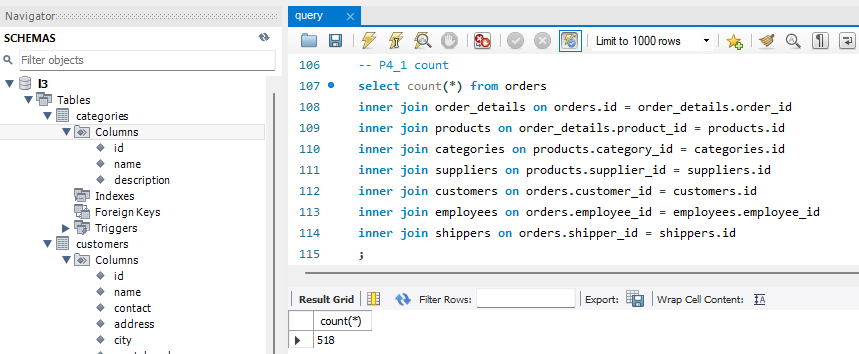 Navigator
query
SCHEMAS
Limit to 1000 rows
Filter objects
l3
Tables
categories
Columns
id
name
description
Indexes
Foreign Keys
Triggers
customers
Columns
id
name
contact
address
city
106 -- P4_1 count
107 select count(*) from orders
108 inner join order_details on orders.id = order_details.order_id
109 inner join products on order_details.product_id = products.id
110 inner join categories on products.category_id = categories.id
111 inner join suppliers on products.supplier_id = suppliers.id
112 inner join customers on orders.customer_id = customers.id
113 inner join employees on orders.employee_id = employees.employee_id
114 inner join shippers on orders.shipper_id = shippers.id
115 ;
Result Grid Filter Rows: Export: Wrap Cell Content:
count(*)
518